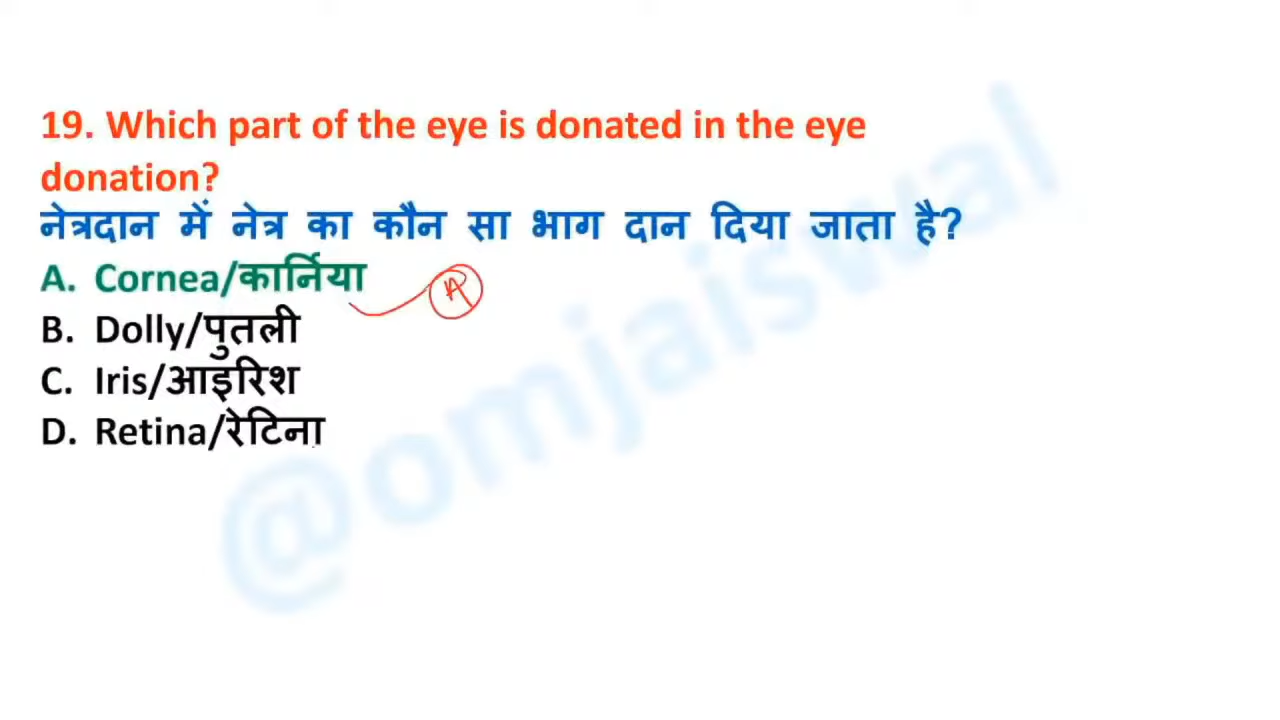 19. Which part of the eye is donated in the eye
donation?
नेत्रदान में नेत्र का कौन सा भाग दान दिया जाता है?
A. Cornea/कार्निया
A
B. Dolly/पुतली
C. Iris/आइरिश
D. Retina/रेटिना
@omjaiswal